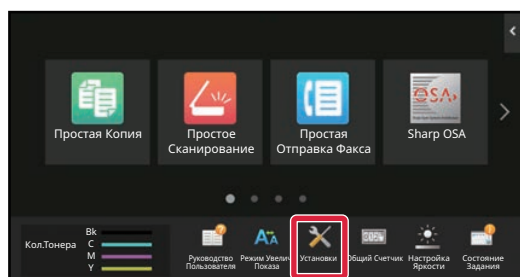 Простая Копия
Простое
Сканирование
Простая
Отправка Факса
OSA
Sharp OSA
Кол.Тонера
Bk
C
M
Y
Руководство
Пользователя
Режим Увелич
Показа
Установки
Общий Счетчик
Настройка
Яркости
Состояние
Задания